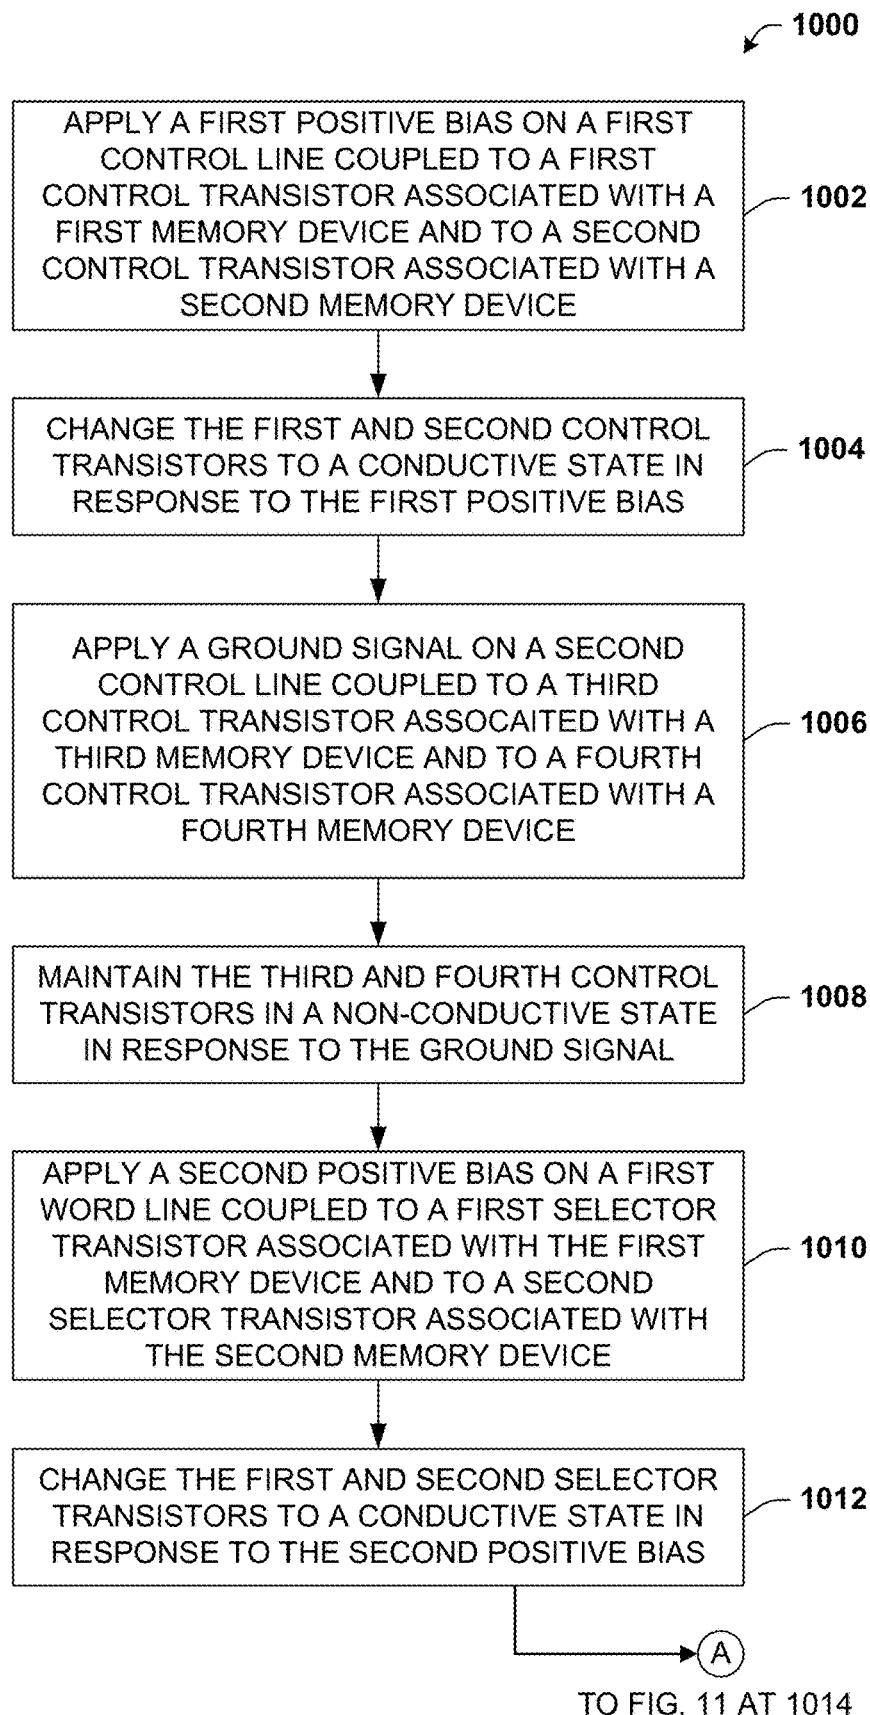 1000
APPLY A FIRST POSITIVE BIAS ON A FIRST
CONTROL LINE COUPLED TO A FIRST
CONTROL TRANSISTOR ASSOCIATED WITH A
FIRST MEMORY DEVICE AND TO A SECOND
CONTROL TRANSISTOR ASSOCIATED WITH A
SECOND MEMORY DEVICE
1002
CHANGE THE FIRST AND SECOND CONTROL
TRANSISTORS TO A CONDUCTIVE STATE IN
RESPONSE TO THE FIRST POSITIVE BIAS
1004
APPLY A GROUND SIGNAL ON A SECOND
CONTROL LINE COUPLED TO A THIRD
CONTROL TRANSISTOR ASSOCAITED WITH A
THIRD MEMORY DEVICE AND TO A FOURTH
CONTROL TRANSISTOR ASSOCIATED WITH A
FOURTH MEMORY DEVICE
1006
MAINTAIN THE THIRD AND FOURTH CONTROL
TRANSISTORS IN A NON-CONDUCTIVE STATE
IN RESPONSE TO THE GROUND SIGNAL
1008
APPLY A SECOND POSITIVE BIAS ON A FIRST
WORD LINE COUPLED TO A FIRST SELECTOR
TRANSISTOR ASSOCIATED WITH THE FIRST
MEMORY DEVICE AND TO A SECOND
SELECTOR TRANSISTOR ASSOCIATED WITH
THE SECOND MEMORY DEVICE
1010
CHANGE THE FIRST AND SECOND SELECTOR
TRANSISTORS TO A CONDUCTIVE STATE IN
RESPONSE TO THE SECOND POSITIVE BIAS
1012
A
TO FIG. 11 AT 1014